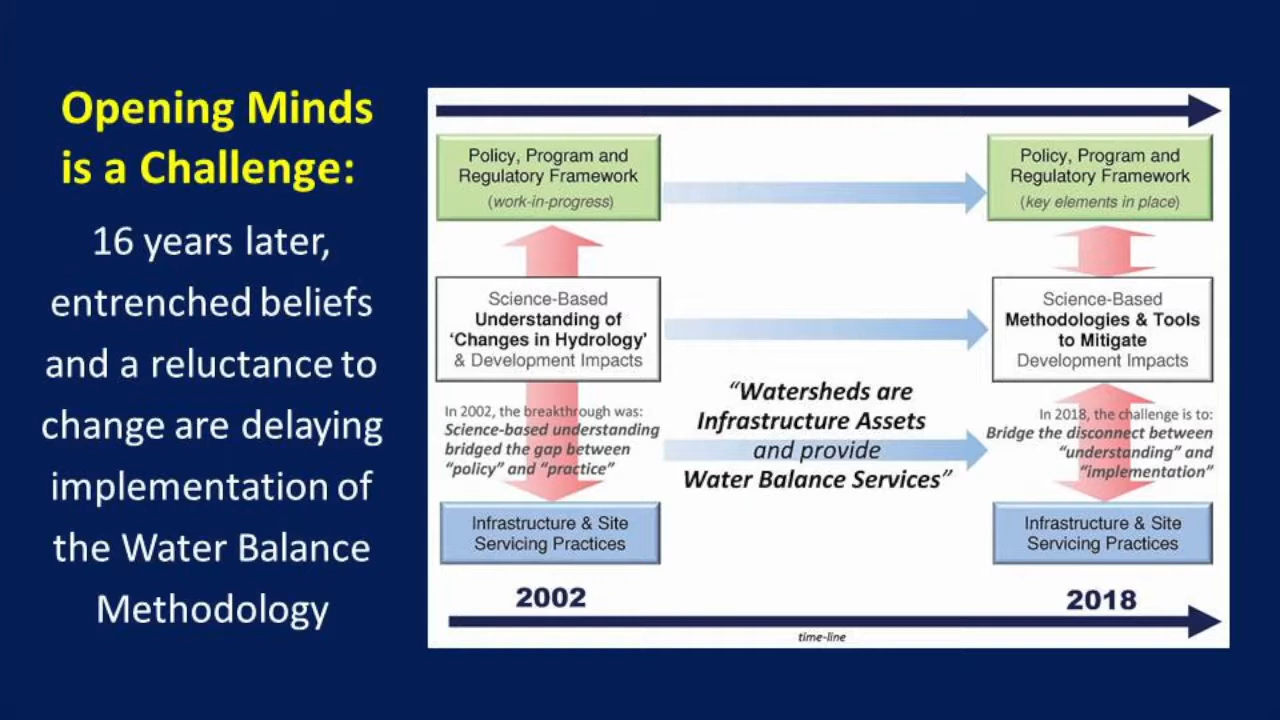 Opening Minds
is a Challenge:
16 years later,
entrenched beliefs
and a reluctance to
change are delaying
implementation of
the Water Balance
Methodology
Policy, Program and
Regulatory Framework
(work-in-progress)
Policy, Program and
Regulatory Framework
(key elements in place)
Science-Based
Understanding of
‘Changes in Hydrology’
& Development Impacts
Science-Based
Methodologies & Tools
to Mitigate
Development Impacts
In 2002, the breakthrough was:
Science-based understanding
bridged the gap between
“policy” and “practice”
“Watersheds are
Infrastructure Assets
and provide
Water Balance Services”
In 2018, the challenge is to:
Bridge the disconnect between
“understanding” and
“implementation”
Infrastructure & Site
Servicing Practices
Infrastructure & Site
Servicing Practices
2002
2018
time-line